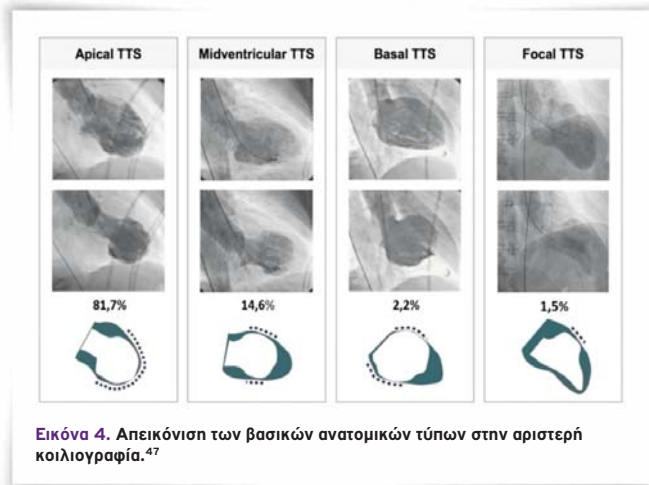 Apical TTS
Midventricular TTS
Basal TTS
Focal TTS
81,7%
14,6%
2,2%
1,5%
Εικόνα 4. Απεικόνιση των βασικών ανατομικών τύπων στην αριστερή
κοιλιογραφία.47